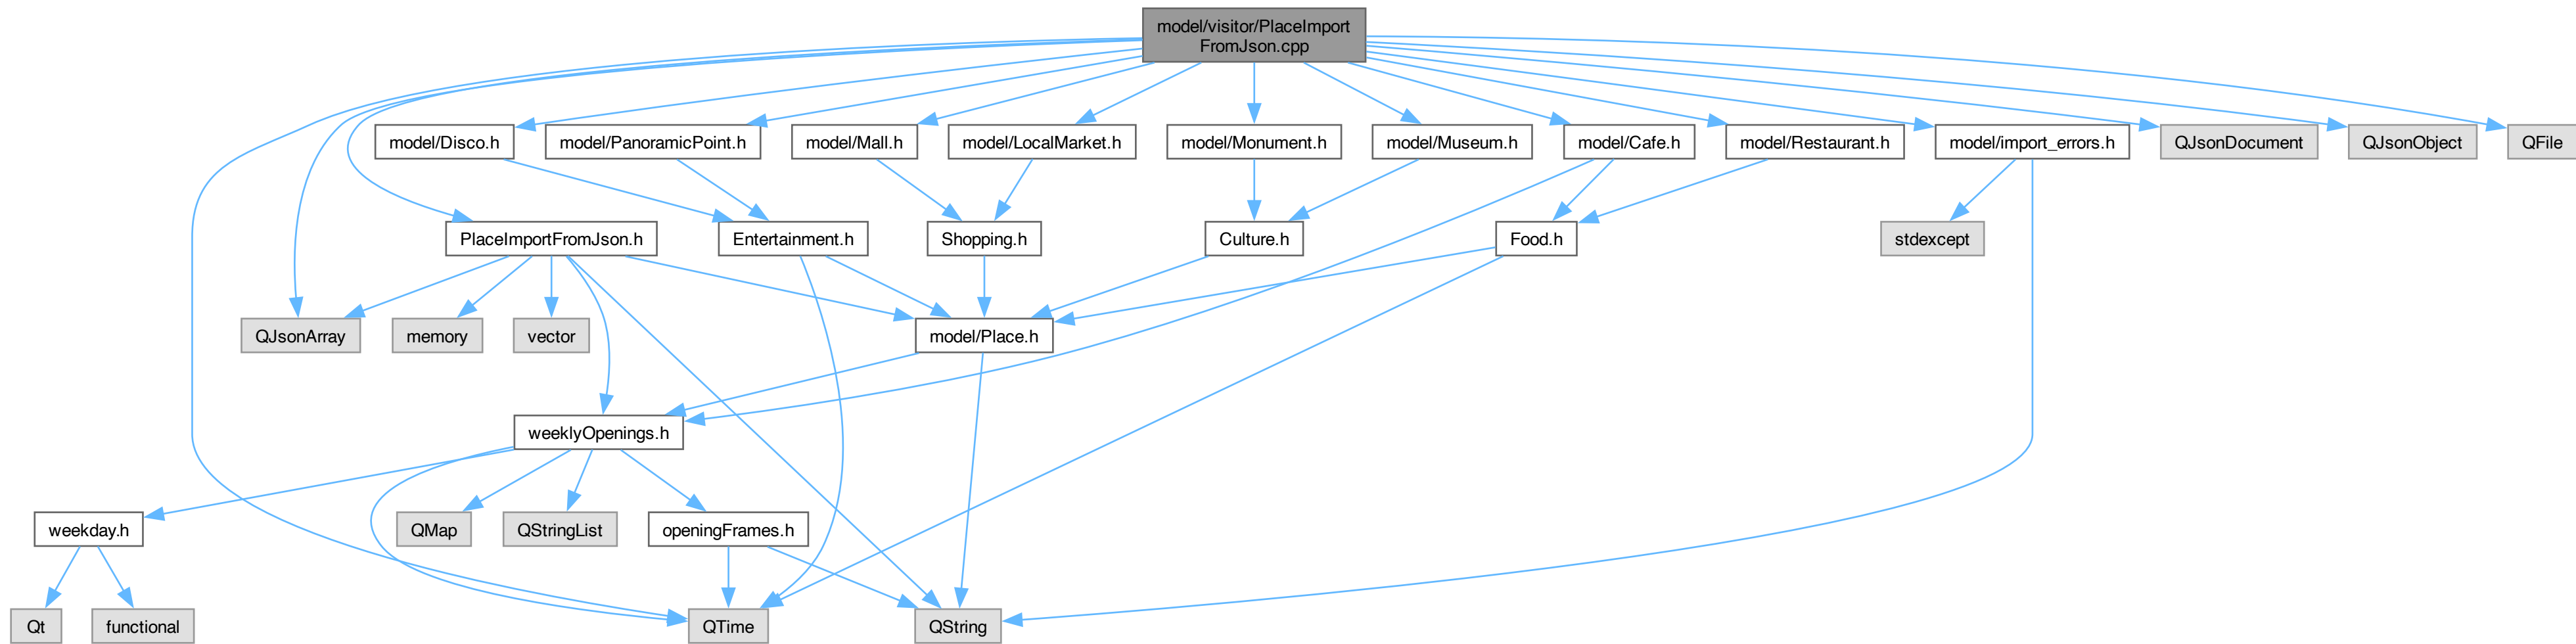 model/visitor/PlaceImport
FromJson.cpp
model/Disco.h
model/PanoramicPoint.h
model/Mall.h
model/LocalMarket.h
model/Monument.h
model/Museum.h
model/Cafe.h
model/Restaurant.h
model/import_errors.h
QJsonDocument
QJsonObject
QFile
PlaceImportFromJson.h
Entertainment.h
Shopping.h
Culture.h
Food.h
stdexcept
QJsonArray
memory
vector
model/Place.h
weeklyOpenings.h
weekday.h
QMap
QStringList
openingFrames.h
Qt
functional
QTime
QString